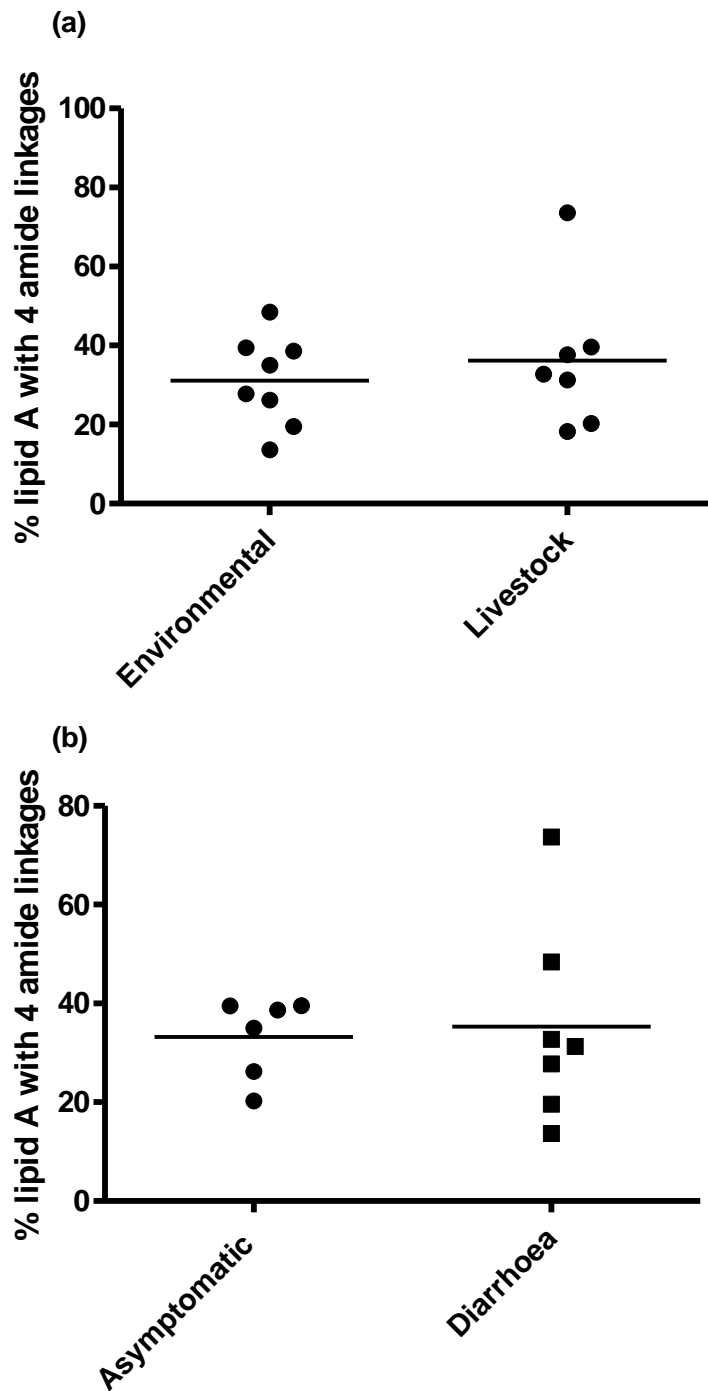 (a)
% lipid A with 4 amide linkages
100
80
60
40
20
0
Environmental
Livestock
(b)
% lipid A with 4 amide linkages
80
60
40
20
0
Asymptomatic
Diarrhoea